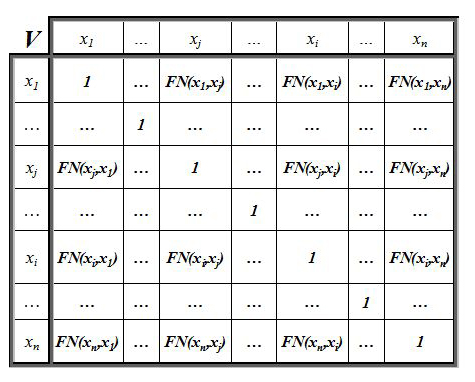 V x1 ... xj ... xi ... xn
x1 1 ... FN(x1,xj) ... FN(x1,xi) ... FN(x1,xn)
... ... 1 ... ... ... ... ...
xj FN(xj,x1) ... 1 ... FN(xj,xi) ... FN(xj,xn)
... ... ... ... 1 ... ... ...
xi FN(xi,x1) ... FN(xi,xj) ... 1 ... FN(xi,xn)
... ... ... ... ... ... 1 ...
xn FN(xn,x1) ... FN(xn,xj) ... FN(xn,xi) ... 1